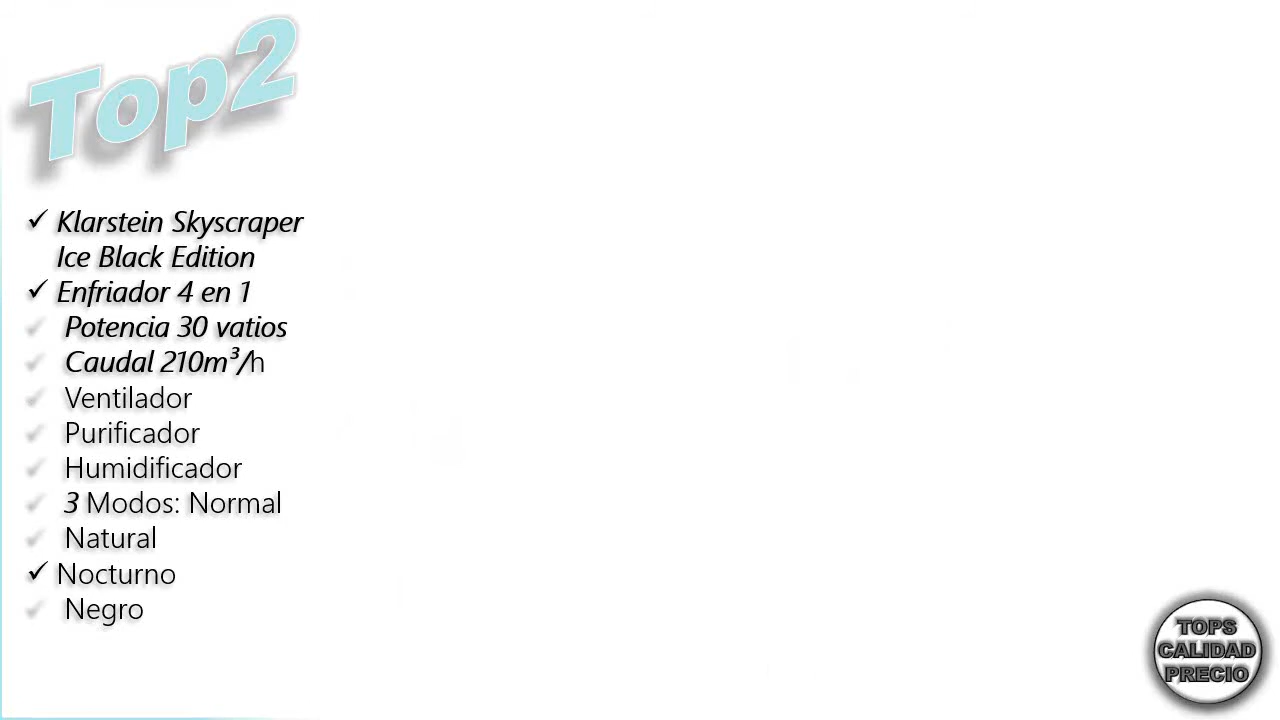 Top2
Klarstein Skyscraper
Ice Black Edition
Enfriador 4 en 1
Potencia 30 vatios
Caudal 210m³/h
Ventilador
Purificador
Humidificador
3 Modos: Normal
Natural
Nocturno
Negro
TOPS
CALIDAD
PRECIO